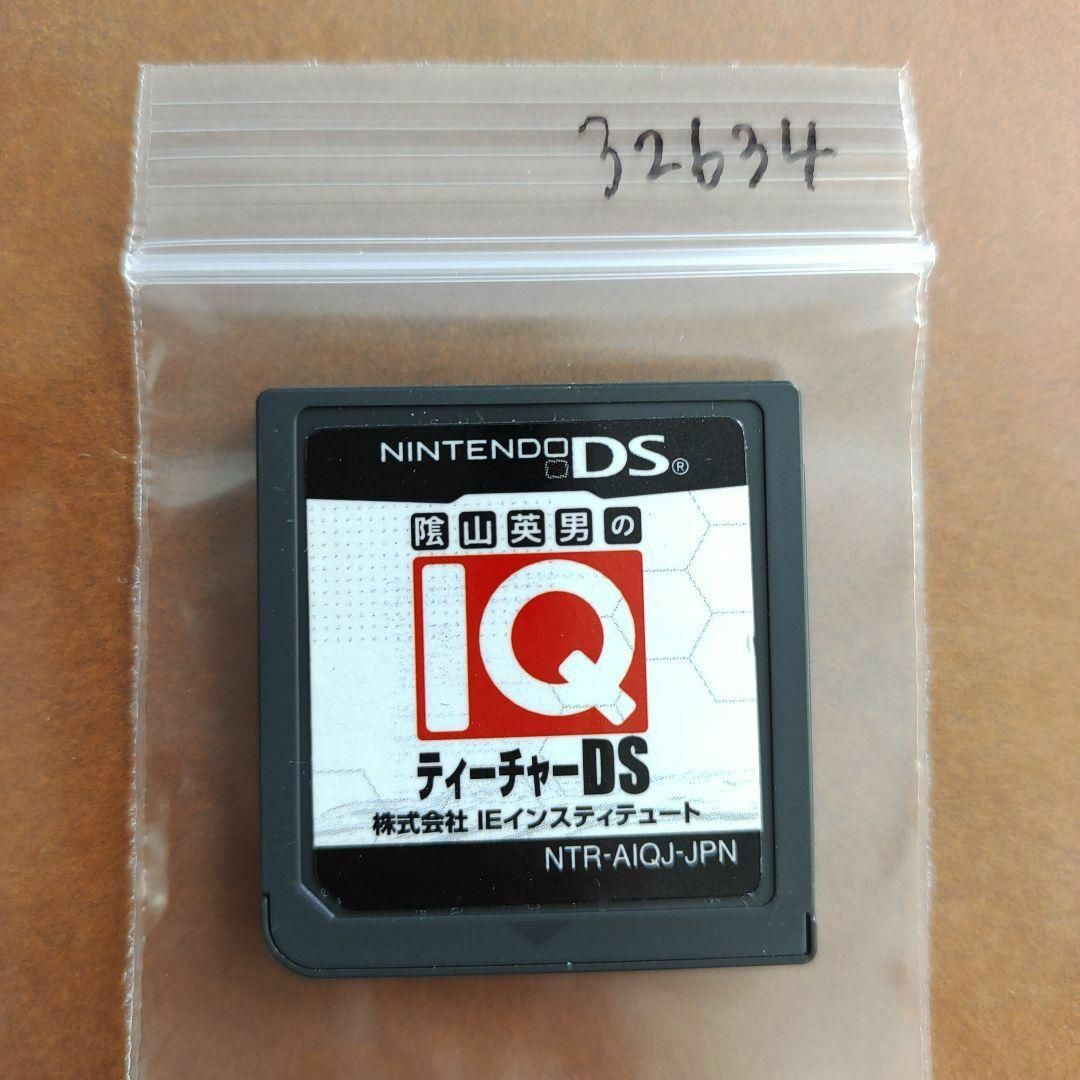 32634
NINTENDO DS®
陰山英男の
IQ
ティーチャーDS
株式会社 IEインスティテュート
NTR-AIQJ-JPN